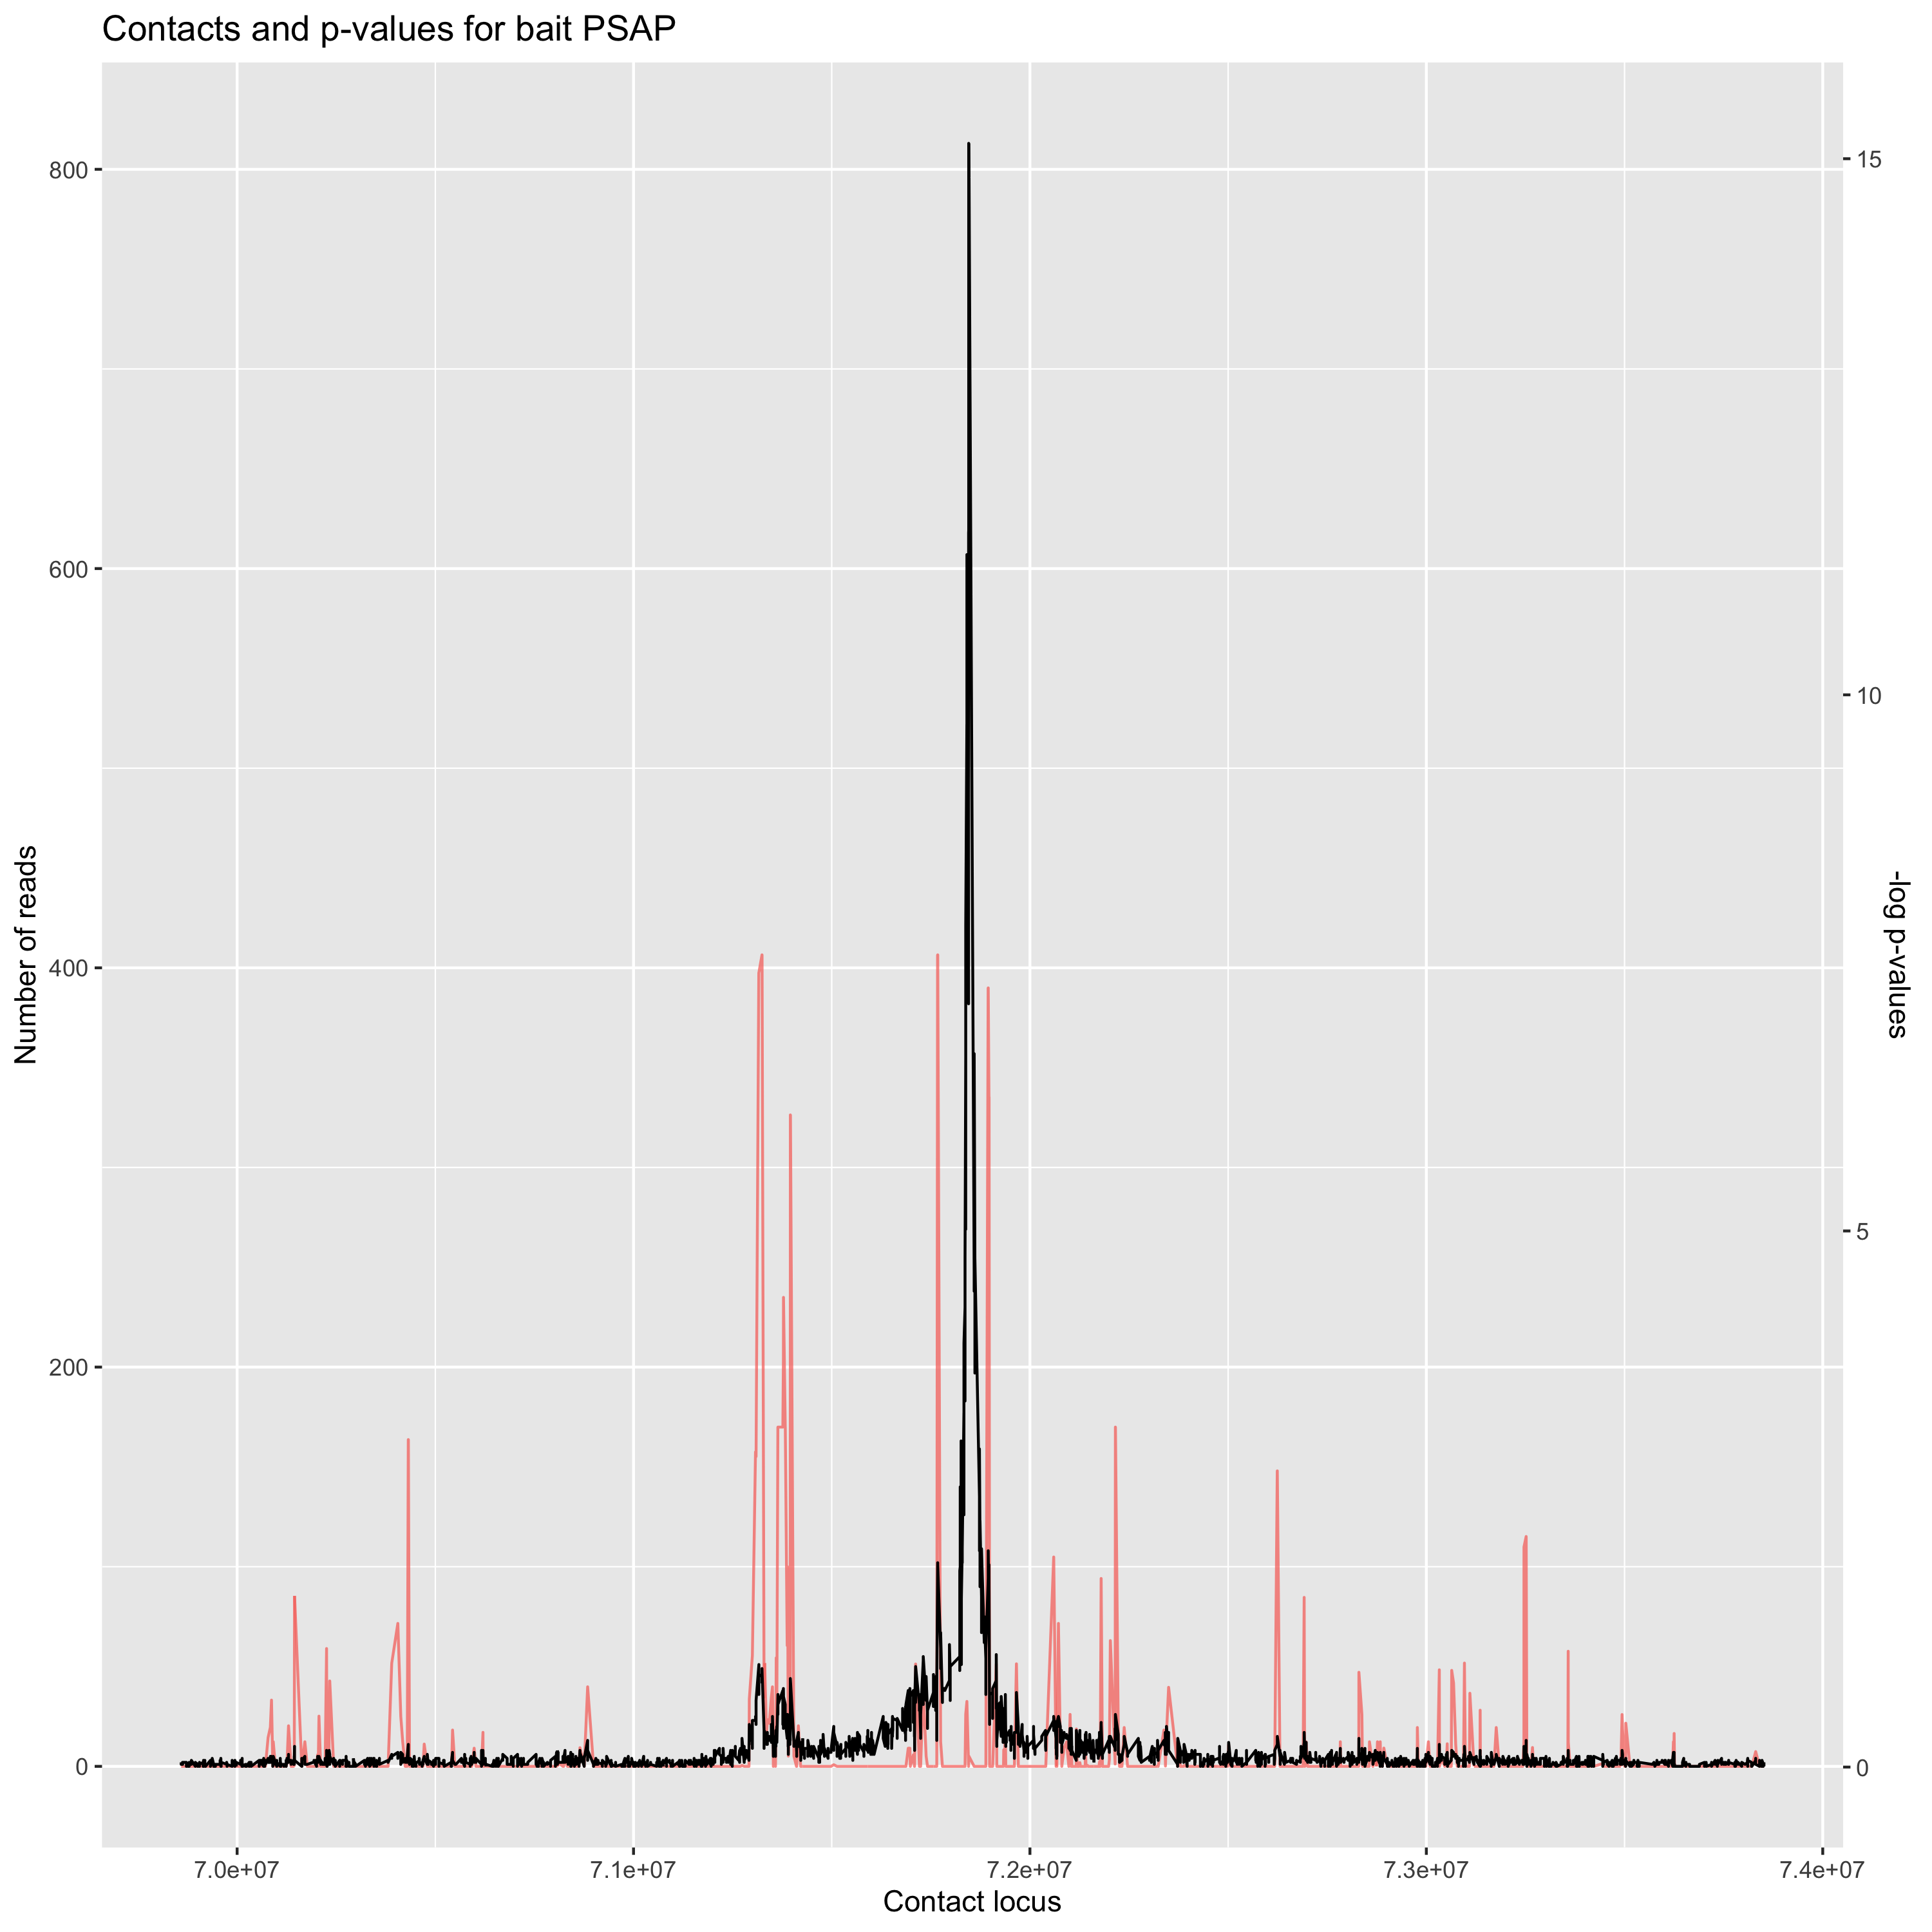 Contacts and p-values for bait PSAP
800
600
400
200
0
Number of reads
15
10
5
0
-log p-values
7.0e+07
7.1e+07
7.2e+07
7.3e+07
7.4e+07
Contact locus